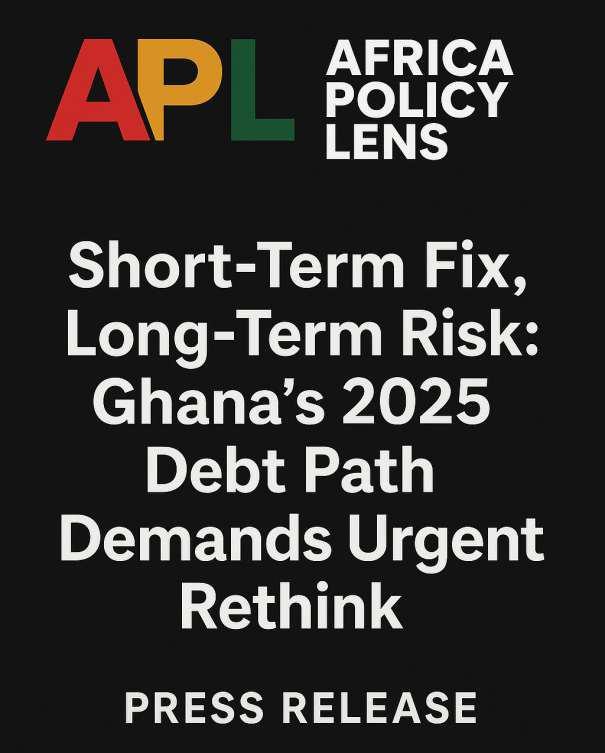 APL
AFRICA
POLICY
LENS
Short-Term Fix,
Long-Term Risk:
Ghana’s 2025
Debt Path
Demands Urgent
Rethink
PRESS RELEASE